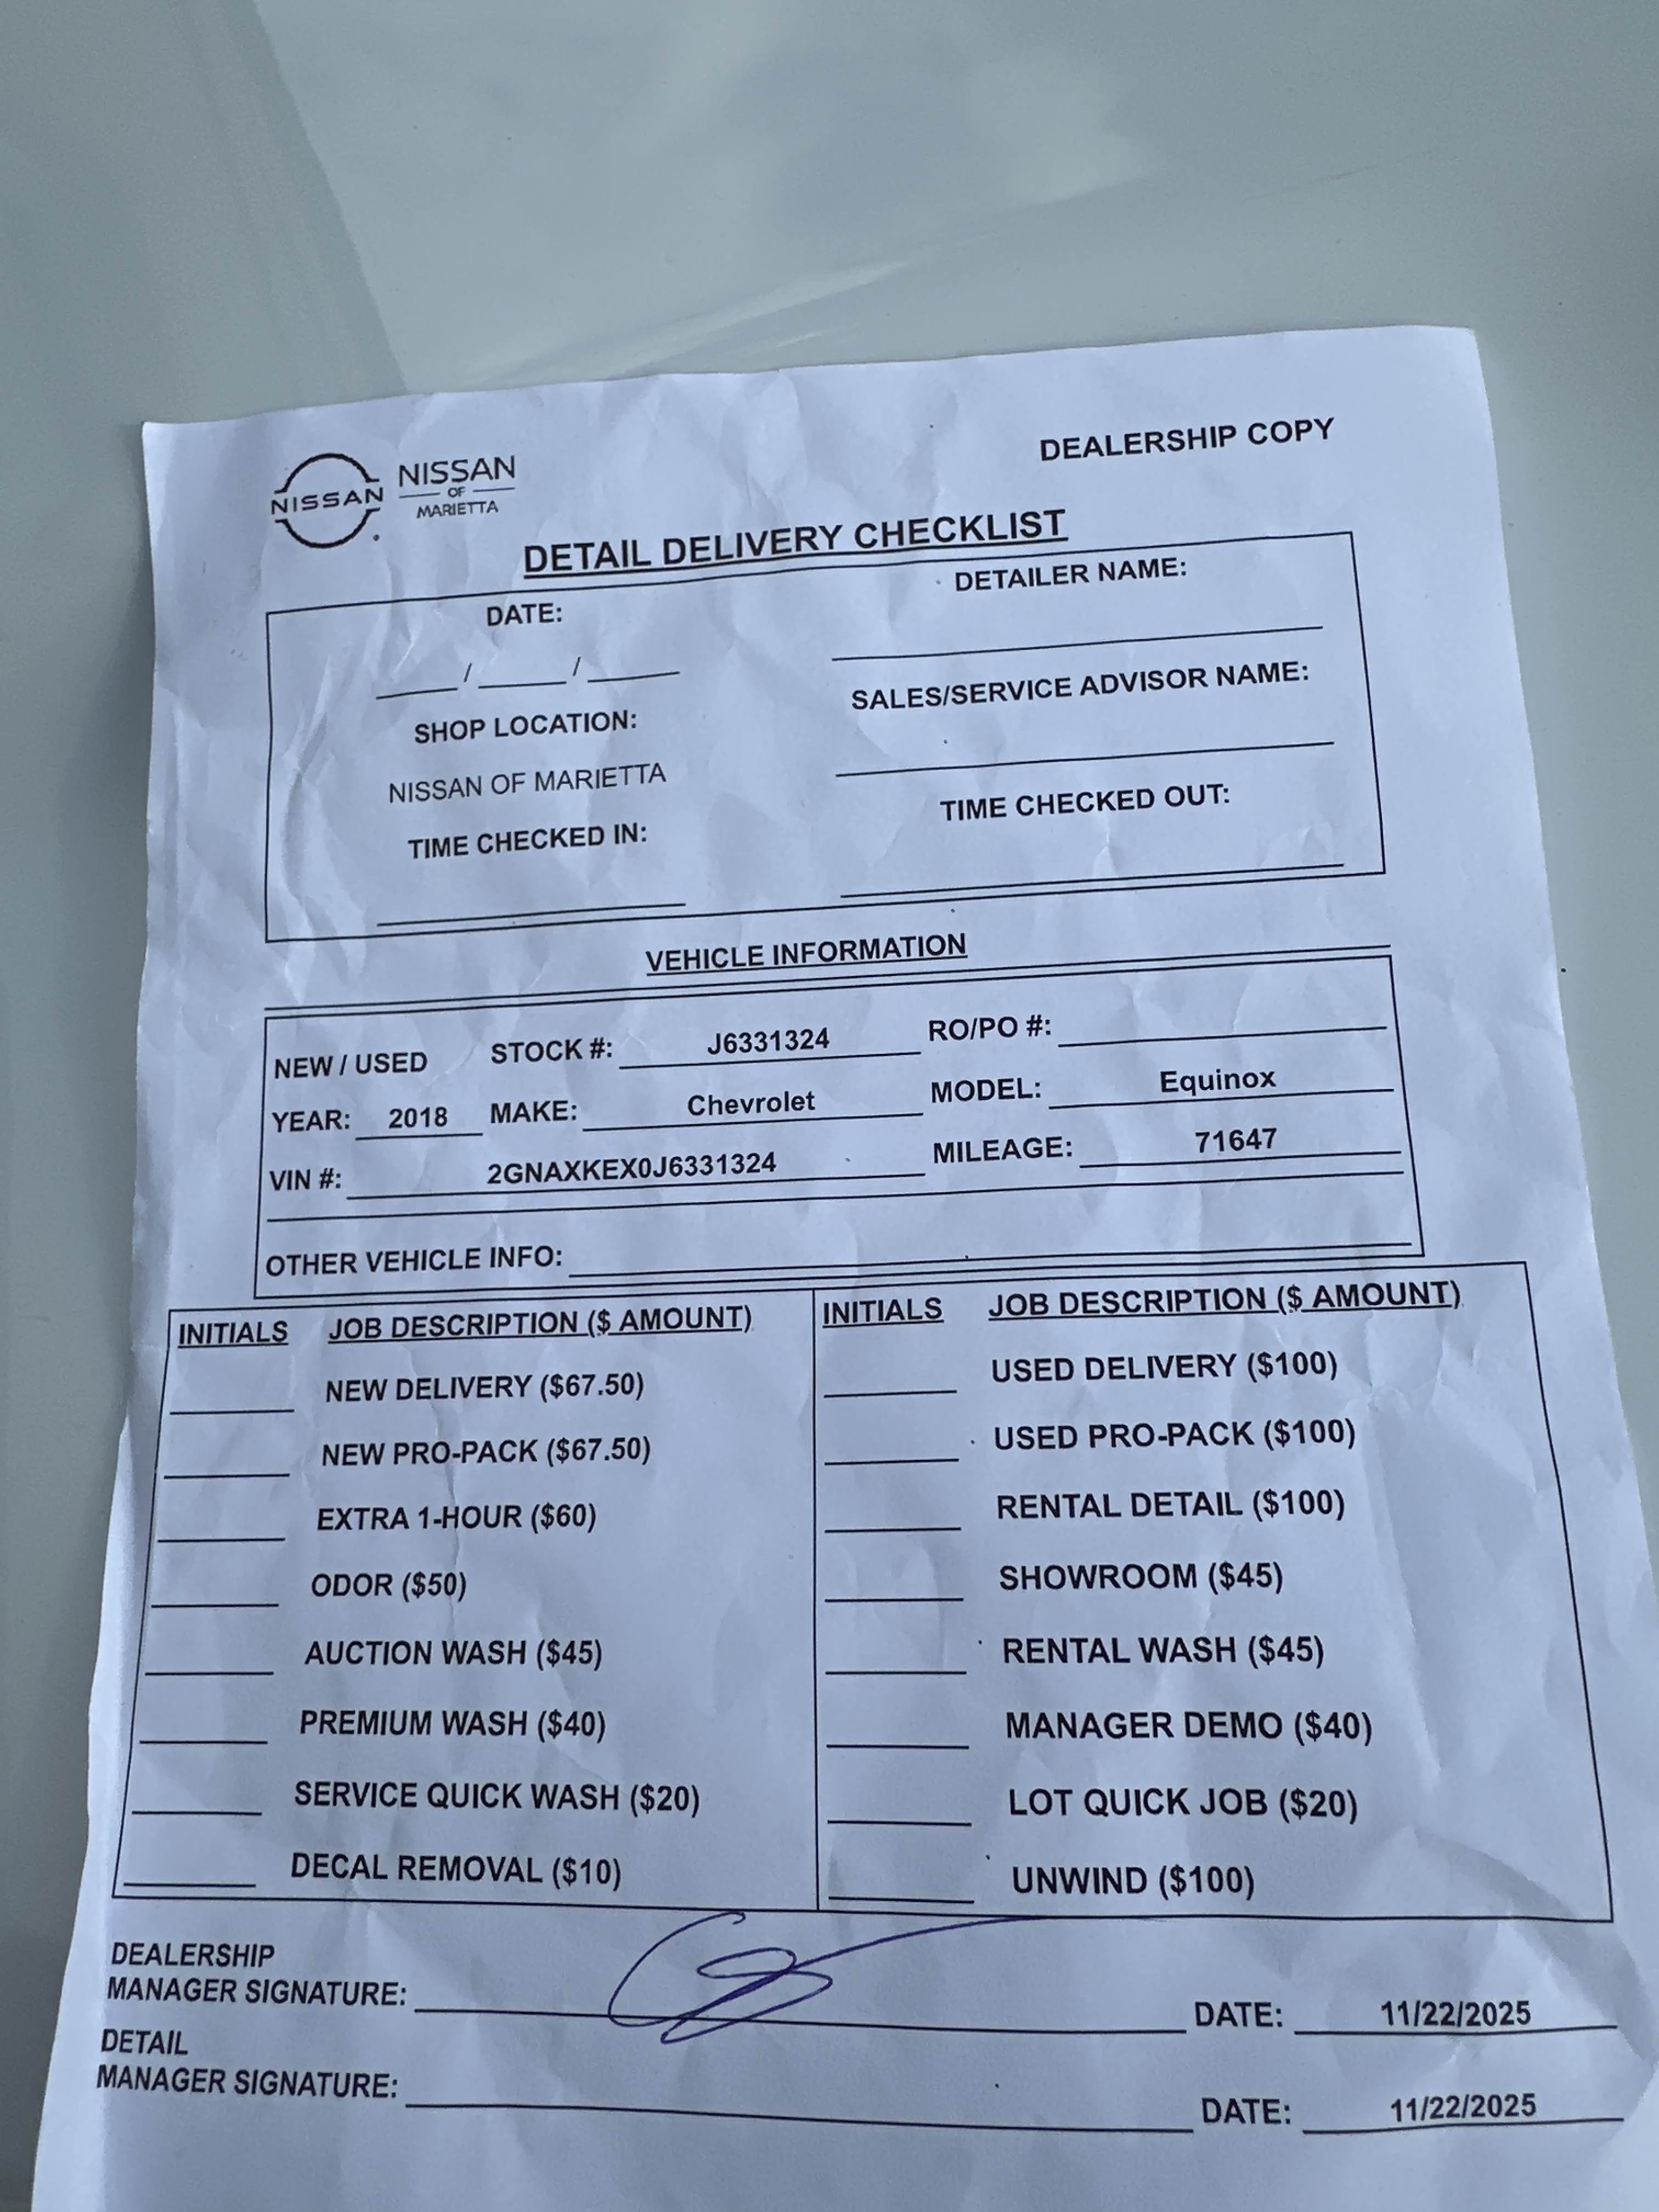 DEALERSHIP COPY
NISSAN
NISSAN
OF
MARIETTA
DETAIL DELIVERY CHECKLIST
DATE:
DETAILER NAME:
/ /
SALES/SERVICE ADVISOR NAME:
SHOP LOCATION:
NISSAN OF MARIETTA
TIME CHECKED IN:
TIME CHECKED OUT:
VEHICLE INFORMATION
NEW / USED STOCK #: J6331324 RO/PO #:
YEAR: 2018 MAKE: Chevrolet MODEL: Equinox
VIN #: 2GNAXKEX0J6331324 MILEAGE: 71647
OTHER VEHICLE INFO:
INITIALS JOB DESCRIPTION ($ AMOUNT)
NEW DELIVERY ($67.50)
NEW PRO-PACK ($67.50)
EXTRA 1-HOUR ($60)
ODOR ($50)
AUCTION WASH ($45)
PREMIUM WASH ($40)
SERVICE QUICK WASH ($20)
DECAL REMOVAL ($10)
INITIALS JOB DESCRIPTION ($ AMOUNT)
USED DELIVERY ($100)
USED PRO-PACK ($100)
RENTAL DETAIL ($100)
SHOWROOM ($45)
RENTAL WASH ($45)
MANAGER DEMO ($40)
LOT QUICK JOB ($20)
UNWIND ($100)
DEALERSHIP
MANAGER SIGNATURE: DATE: 11/22/2025
DETAIL
MANAGER SIGNATURE: DATE: 11/22/2025